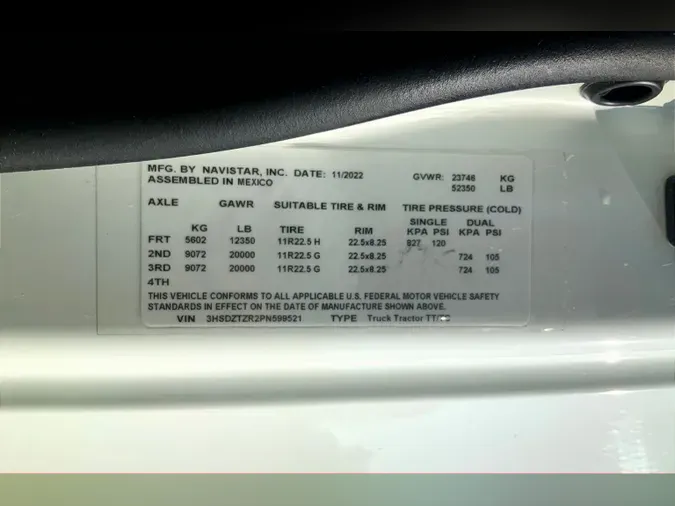 MFG. BY NAVISTAR, INC. DATE: 11/2022 GVWR: 23746 KG
ASSEMBLED IN MEXICO 52350 LB
AXLE GAWR SUITABLE TIRE & RIM TIRE PRESSURE (COLD)
SINGLE DUAL
KG LB TIRE RIM KPA PSI KPA PSI
FRT 5602 12350 11R22.5 H 22.5x8.25 827 120
2ND 9072 20000 11R22.5 G 22.5x8.25 724 105
3RD 9072 20000 11R22.5 G 22.5x8.25 724 105
4TH
THIS VEHICLE CONFORMS TO ALL APPLICABLE U.S. FEDERAL MOTOR VEHICLE SAFETY
STANDARDS IN EFFECT ON THE DATE OF MANUFACTURE SHOWN ABOVE.
VIN 3HSDZTZR2PN599521 TYPE Truck Tractor